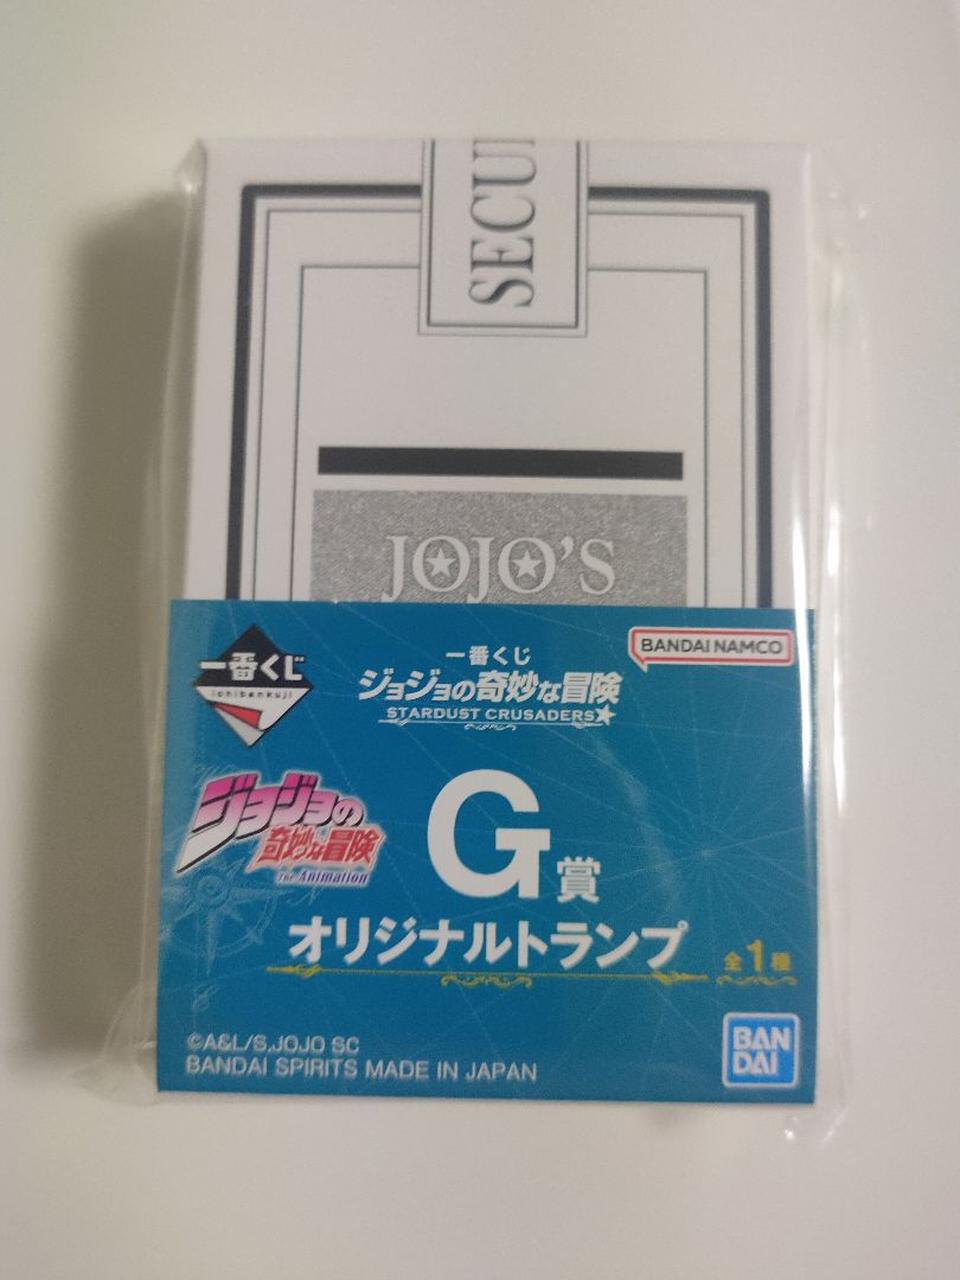 SECU
JOJO'S
一番くじ
ichibankuji
一番くじ
ジョジョの奇妙な冒険
STARDUST CRUSADERS
BANDAI NAMCO
ジョジョの
奇妙な冒険
The Animation
G賞
オリジナルトランプ
全1種
©A&L/S,JOJO SC
BANDAI SPIRITS MADE IN JAPAN
BAN
DAI